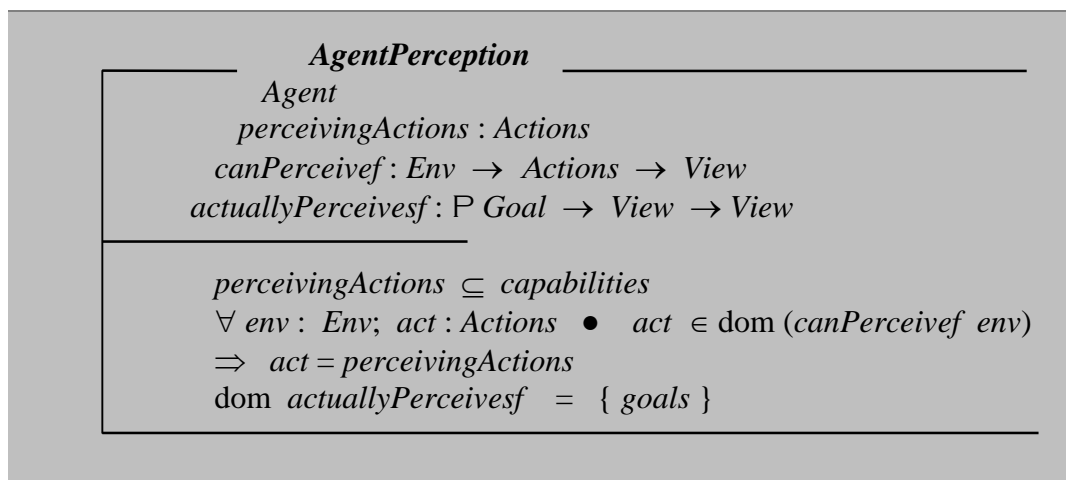 AgentPerception
Agent
perceivingActions : Actions
canPerceivef : Env → Actions → View
actuallyPerceivesf : P Goal → View → View
perceivingActions ⊆ capabilities
∀ env : Env; act : Actions ● act ∈ dom (canPerceivef env)
⇒ act = perceivingActions
dom actuallyPerceivesf = { goals }